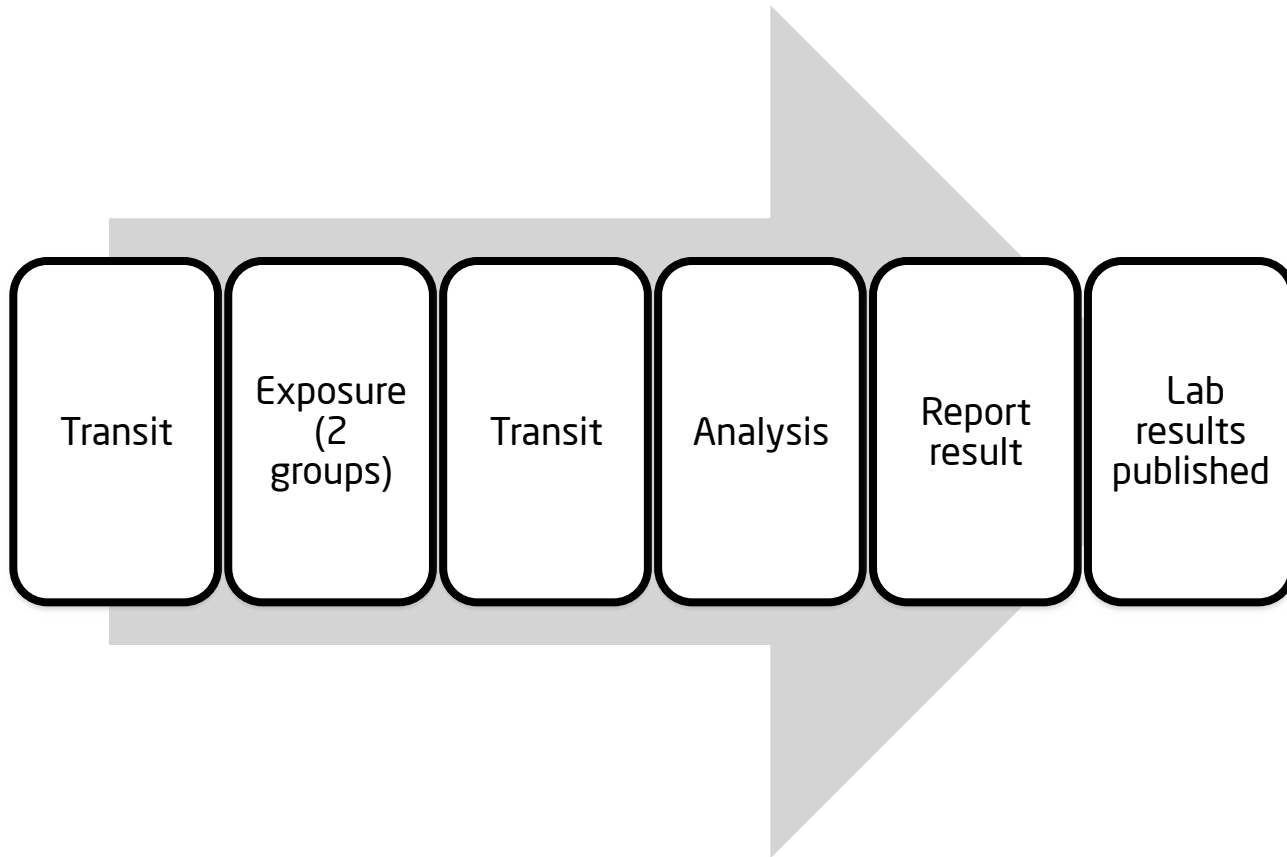 Transit
Exposure
(2
groups)
Transit
Analysis
Report
result
Lab
results
published